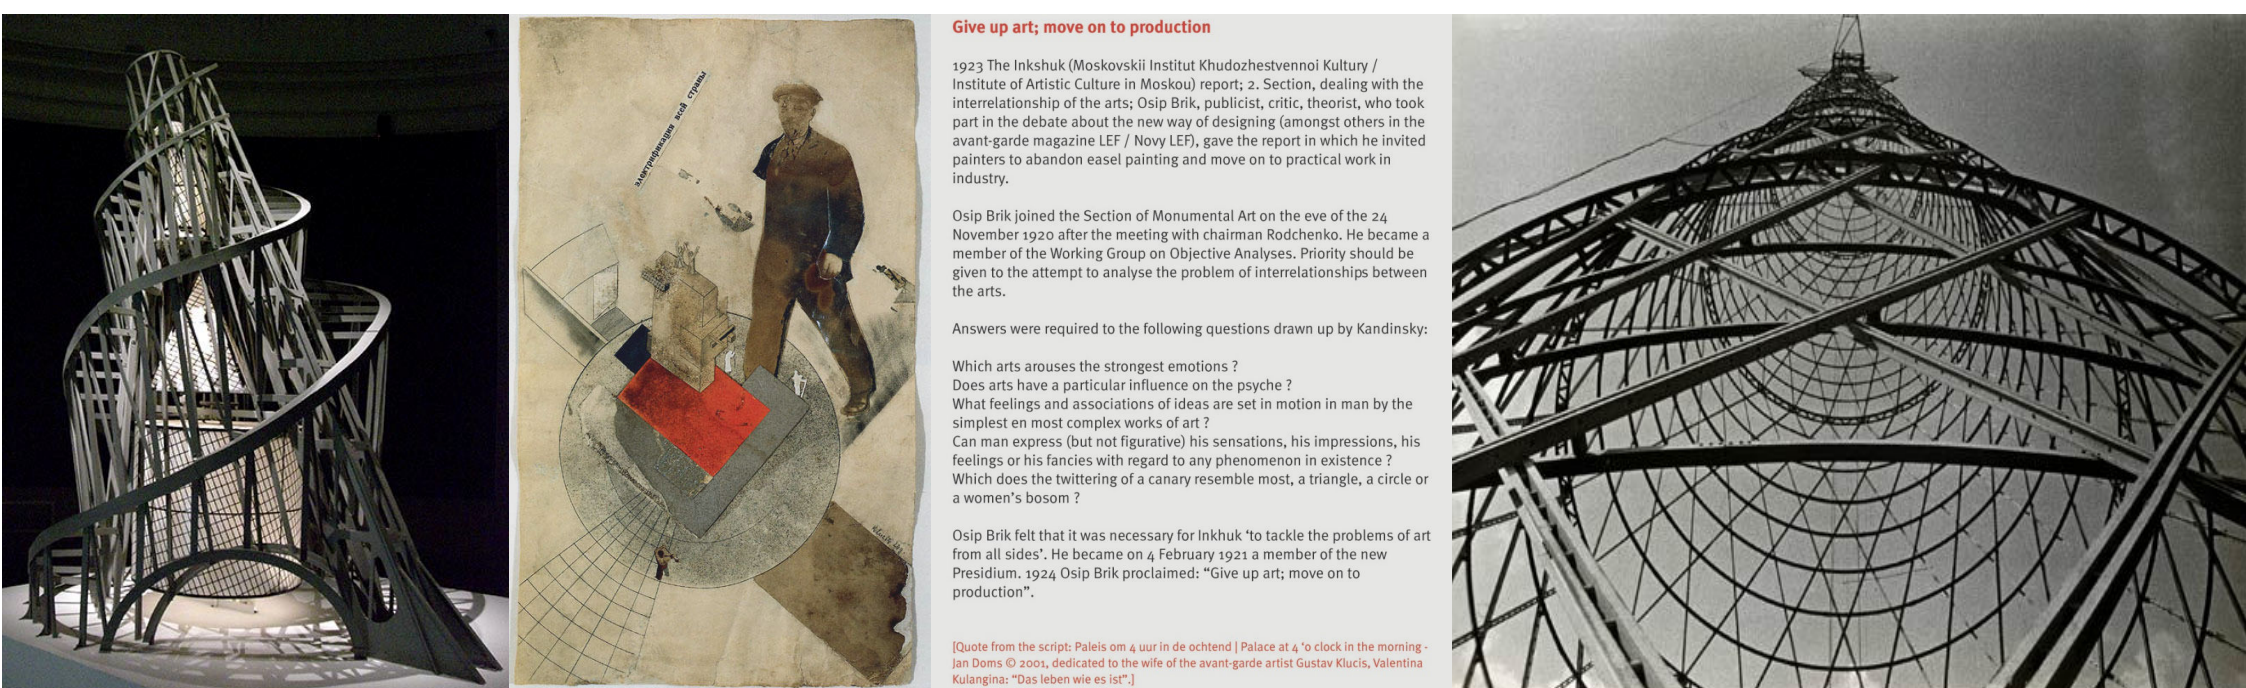 электрификация всей страны
Give up art; move on to production
1923 The Inkshuk (Moskovskii Institut Khudozhestvennoi Kultury /
Institute of Artistic Culture in Moskou) report; 2. Section, dealing with the
interrelationship of the arts; Osip Brik, publicist, critic, theorist, who took
part in the debate about the new way of designing (amongst others in the
avant-garde magazine LEF / Novy LEF), gave the report in which he invited
painters to abandon easel painting and move on to practical work in
industry.
Osip Brik joined the Section of Monumental Art on the eve of the 24
November 1920 after the meeting with chairman Rodchenko. He became a
member of the Working Group on Objective Analyses. Priority should be
given to the attempt to analyse the problem of interrelationships between
the arts.
Answers were required to the following questions drawn up by Kandinsky:
Which arts arouses the strongest emotions ?
Does arts have a particular influence on the psyche ?
What feelings and associations of ideas are set in motion in man by the
simplest en most complex works of art ?
Can man express (but not figurative) his sensations, his impressions, his
feelings or his fancies with regard to any phenomenon in existence ?
Which does the twittering of a canary resemble most, a triangle, a circle or
a women's bosom ?
Osip Brik felt that it was necessary for Inkhuk ‘to tackle the problems of art
from all sides’. He became on 4 February 1921 a member of the new
Presidium. 1924 Osip Brik proclaimed: “Give up art; move on to
production”.
[Quote from the script: Paleis om 4 uur in de ochtend | Palace at 4 ‘o clock in the morning -
Jan Doms © 2001, dedicated to the wife of the avant-garde artist Gustav Klucis, Valentina
Kulangina: “Das leben wie es ist”.]